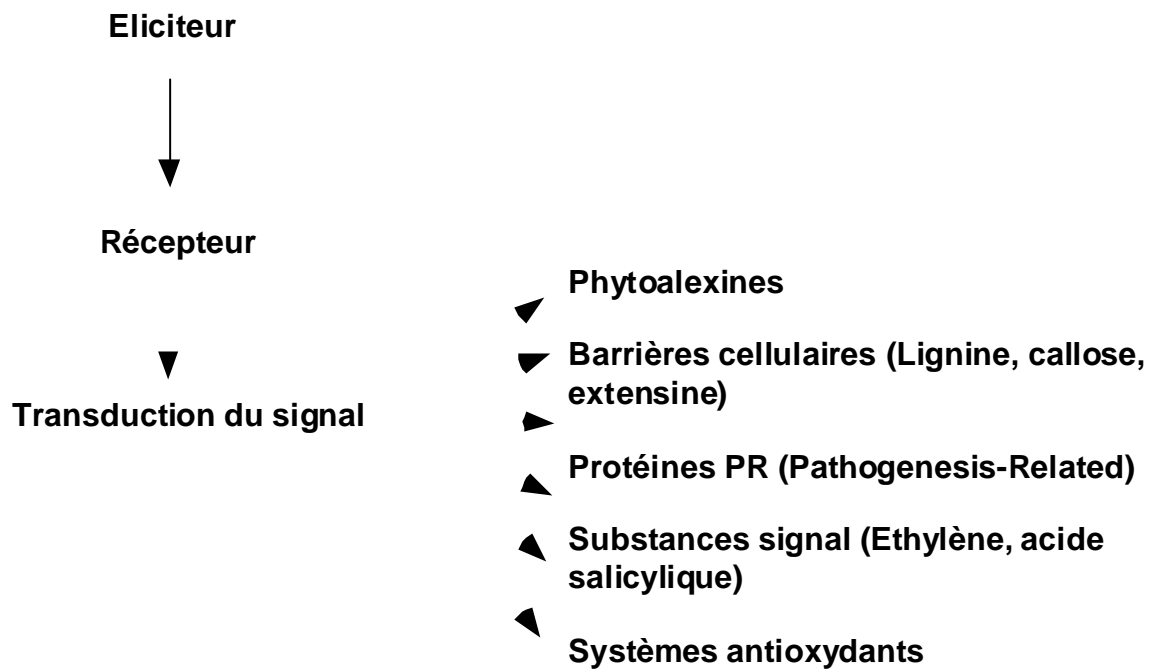 Eliciteur
Récepteur
Transduction du signal
Phytoalexines
Barrières cellulaires (Lignine, callose,
extensine)
Protéines PR (Pathogenesis-Related)
Substances signal (Ethylène, acide
salicylique)
Systèmes antioxydants